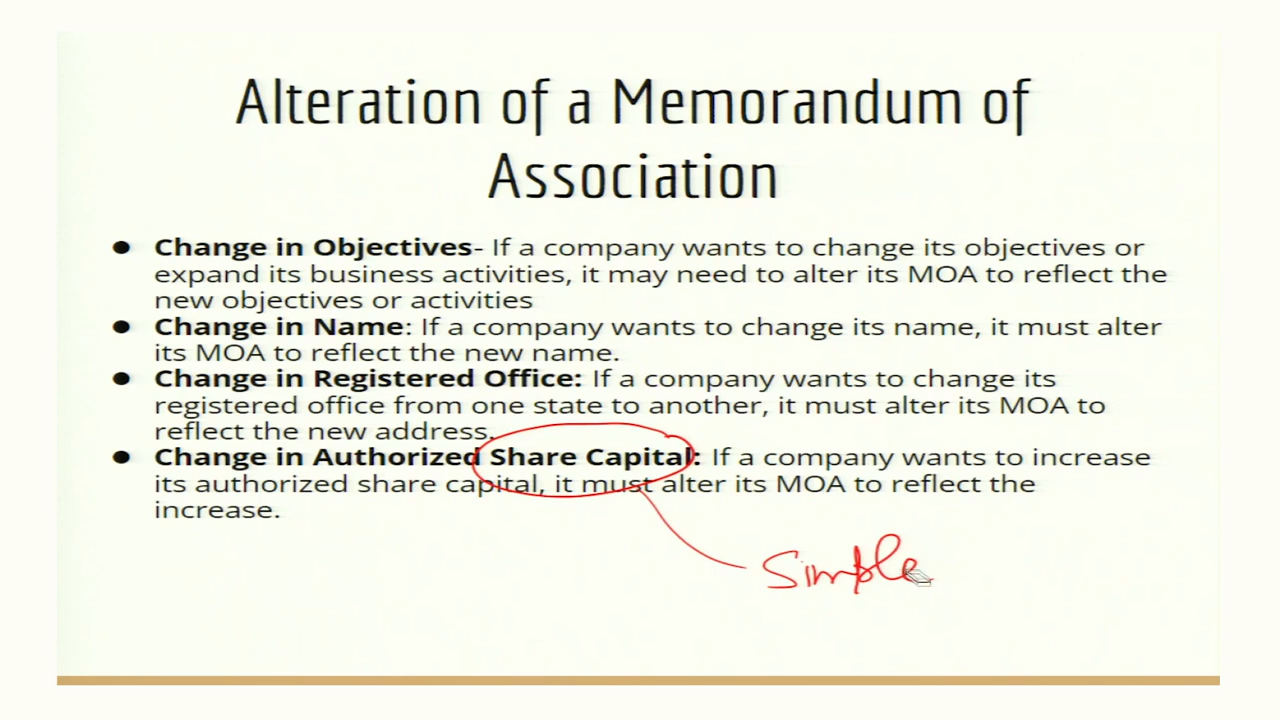 Alteration of a Memorandum of
Association
● Change in Objectives- If a company wants to change its objectives or
expand its business activities, it may need to alter its MOA to reflect the
new objectives or activities
● Change in Name: If a company wants to change its name, it must alter
its MOA to reflect the new name.
● Change in Registered Office: If a company wants to change its
registered office from one state to another, it must alter its MOA to
reflect the new address.
● Change in Authorized Share Capital: If a company wants to increase
its authorized share capital, it must alter its MOA to reflect the
increase.
Simple